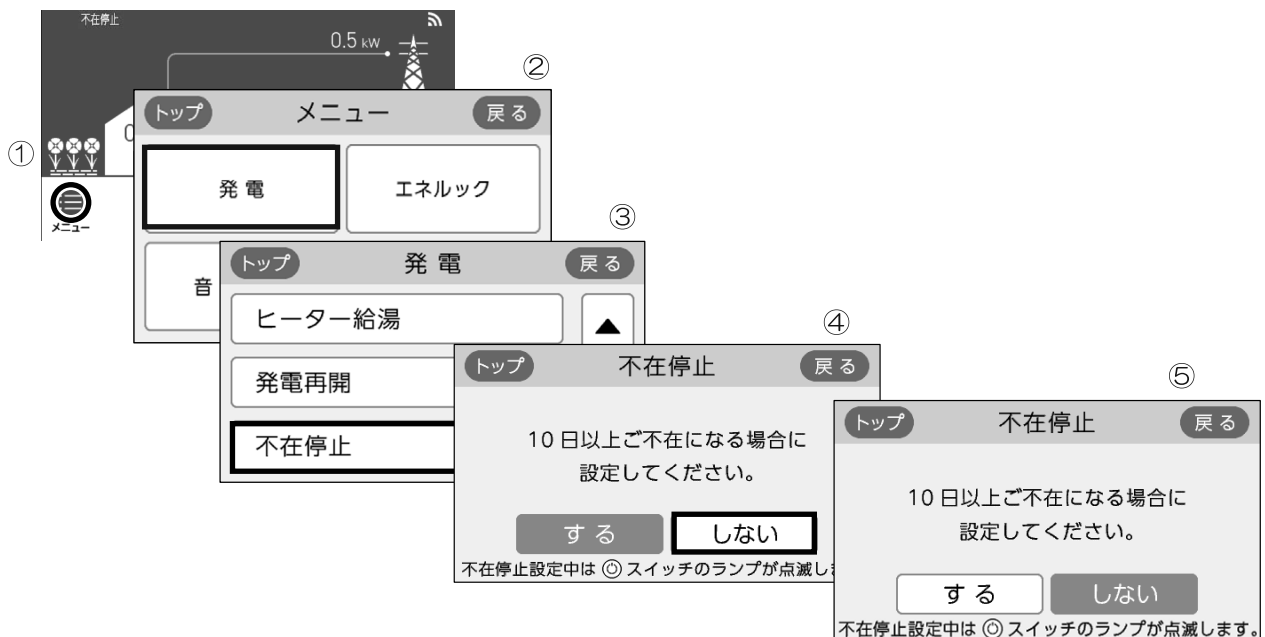 不在停止
0.5 kW
0
①
メニュー
②
トップ メニュー 戻る
発電 エネルック
音
③
トップ 発電 戻る
ヒーター給湯
▲
発電再開
不在停止
④
トップ 不在停止 戻る
10日以上ご不在になる場合に
設定してください。
する しない
不在停止設定中は スイッチのランプが点滅し
⑤
トップ 不在停止 戻る
10日以上ご不在になる場合に
設定してください。
する しない
不在停止設定中は スイッチのランプが点滅します。